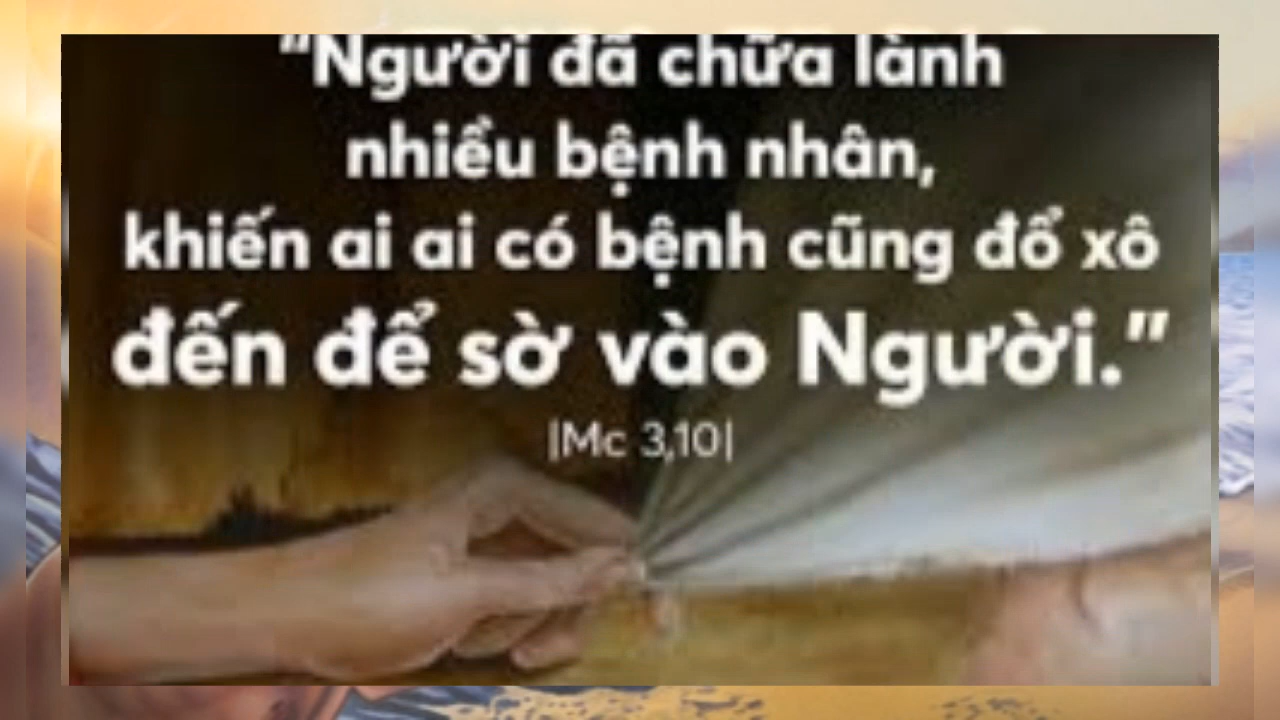 “Người đã chữa lành
nhiều bệnh nhân,
khiến ai ai có bệnh cũng đổ xô
đến để sờ vào Người.”
|Mc 3,10|